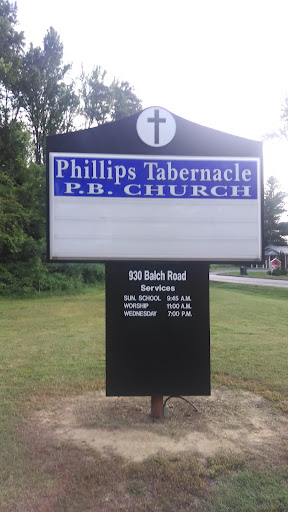 Phillips Tabernacle
P.B. CHURCH
930 Balch Road
Services
SUN. SCHOOL 9:45 A.M.
WORSHIP 11:00 A.M.
WEDNESDAY 7:00 P.M.